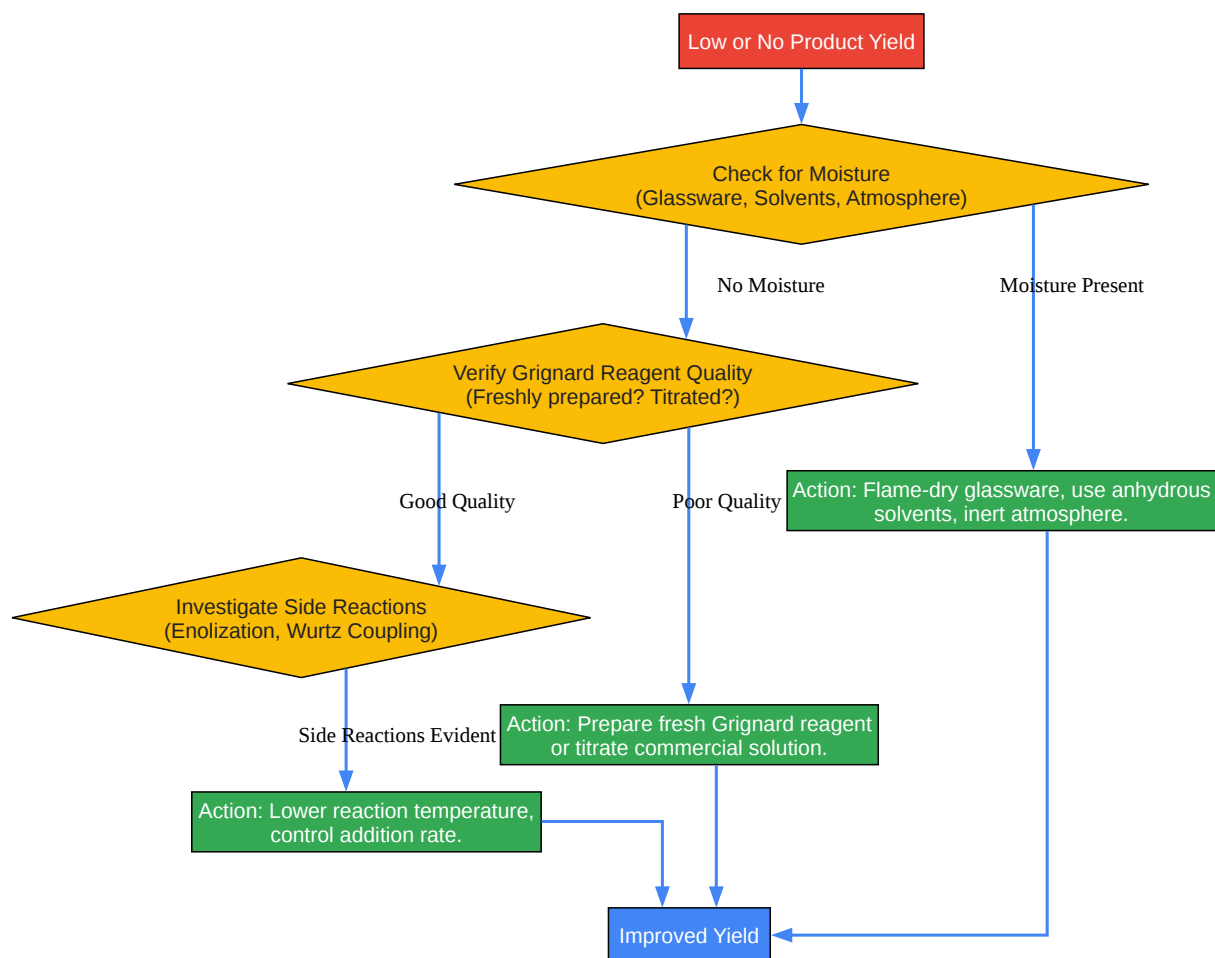 Low or No Product Yield
Check for Moisture
(Glassware, Solvents, Atmosphere)
No Moisture
Moisture Present
Verify Grignard Reagent Quality
(Freshly prepared? Titrated?)
Good Quality
Poor Quality
Action: Flame-dry glassware, use anhydrous
solvents, inert atmosphere.
Investigate Side Reactions
(Enolization, Wurtz Coupling)
Side Reactions Evident
Action: Prepare fresh Grignard reagent
or titrate commercial solution.
Action: Lower reaction temperature,
control addition rate.
Improved Yield